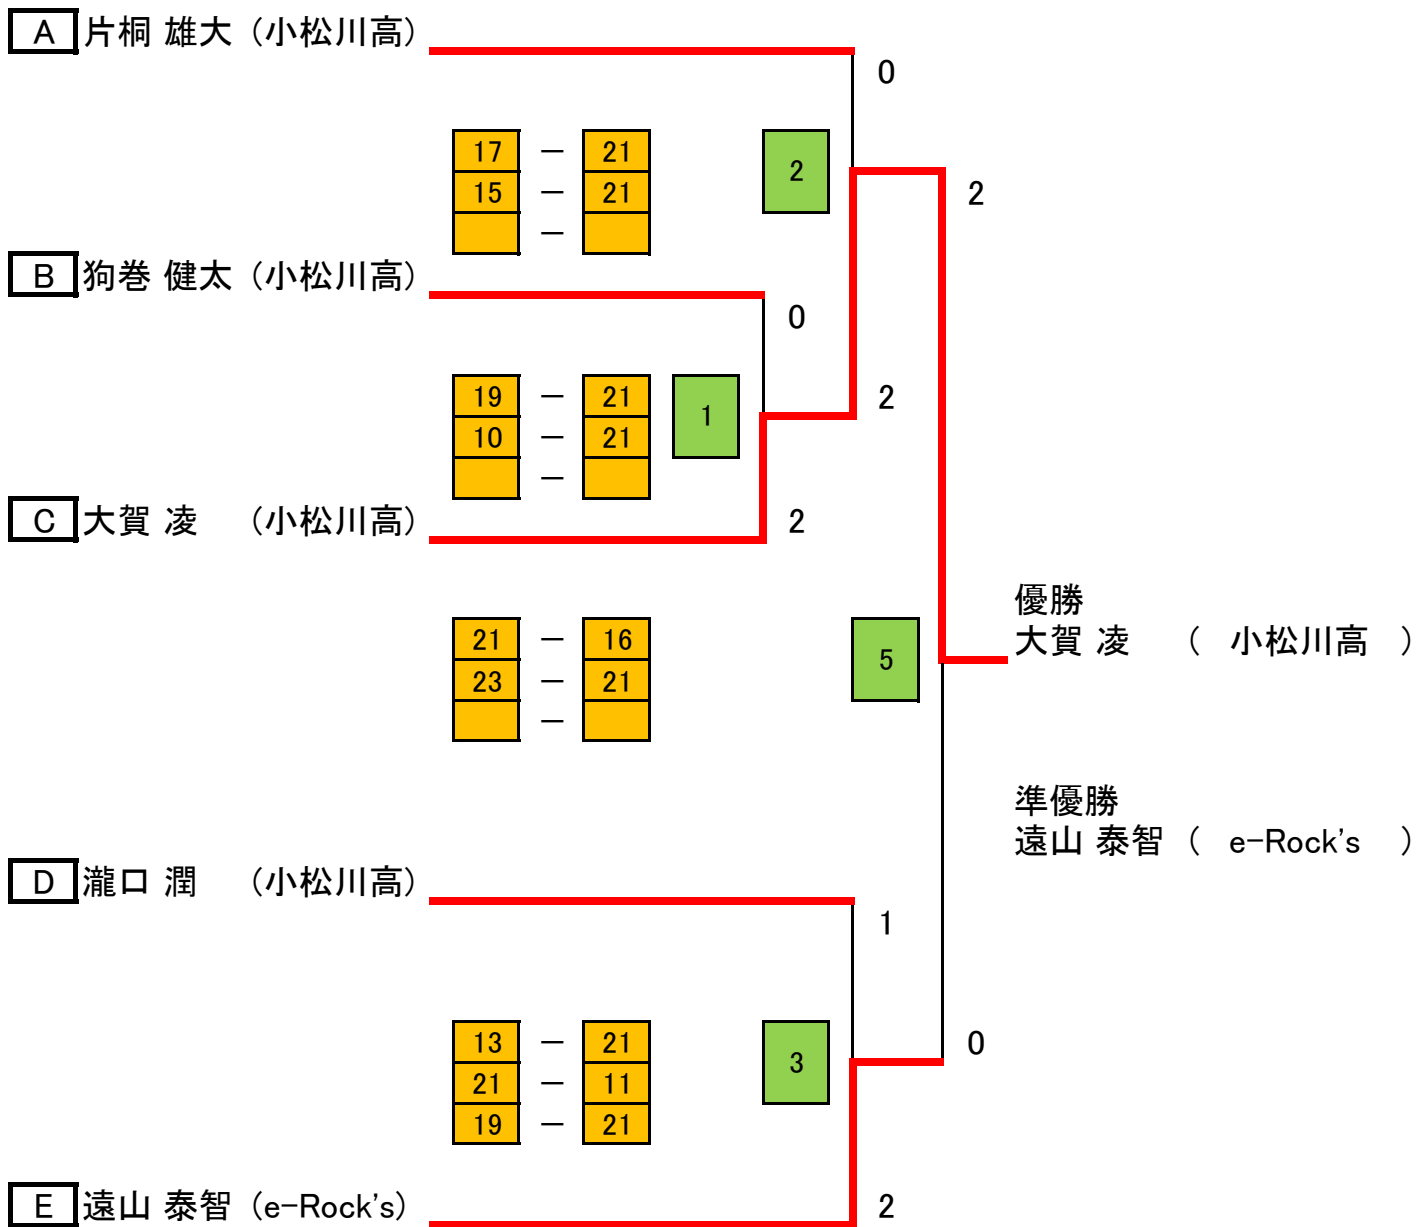 A 片桐 雄大 (小松川高)
0
17 － 21
2
15 － 21
2
－
B 狗巻 健太 (小松川高)
0
19 － 21
1
2
10 － 21
－
C 大賀 凌 (小松川高)
2
優勝
21 － 16
5
大賀 凌 ( 小松川高 )
23 － 21
－
準優勝
遠山 泰智 ( e-Rock's )
D 瀧口 潤 (小松川高)
1
13 － 21
3
0
21 － 11
19 － 21
E 遠山 泰智 (e-Rock's)
2